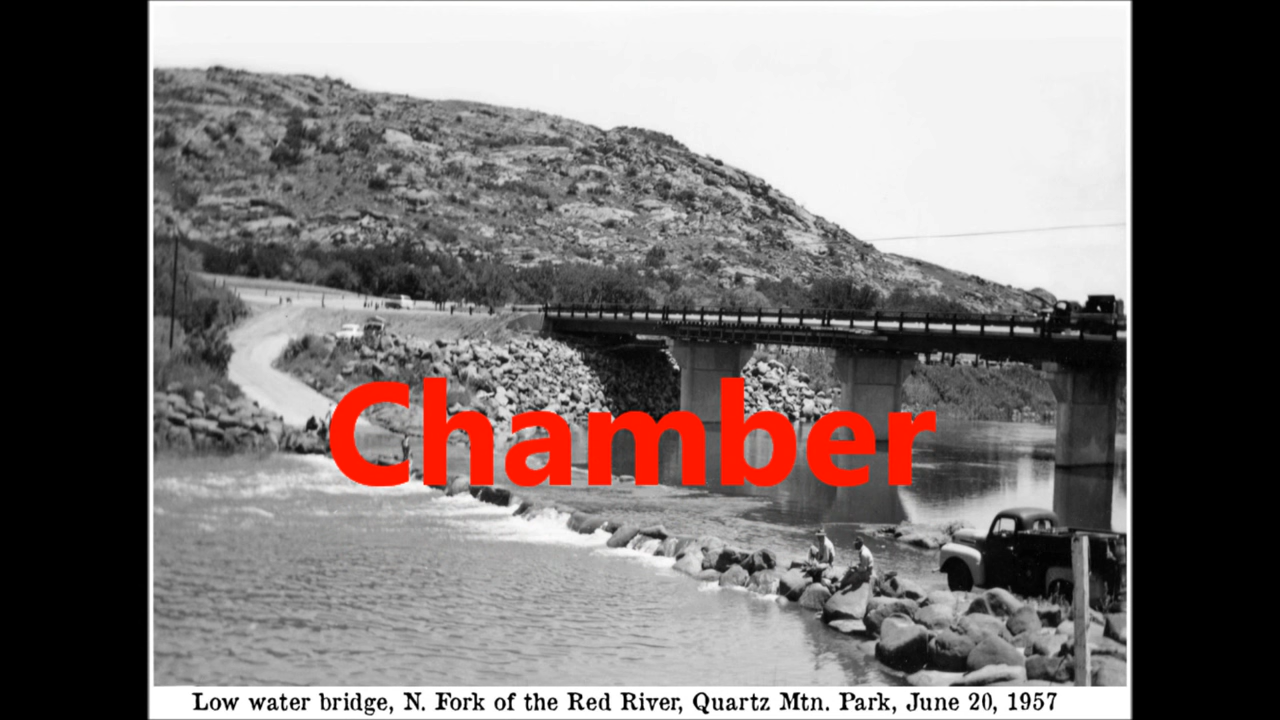 Chamber
Low water bridge, N. Fork of the Red River, Quartz Mtn. Park, June 20, 1957